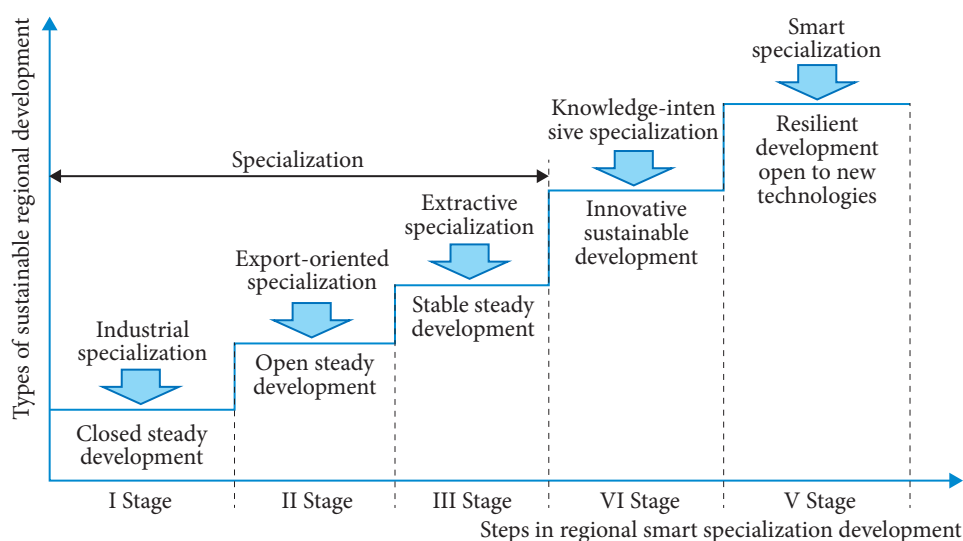 Types of sustainable regional development
Smart
specialization
Knowledge-inten
sive specialization
Resilient
development
open to new
technologies
Specialization
Extractive
specialization
Innovative
sustainable
development
Export-oriented
specialization
Stable steady
development
Industrial
specialization
Open steady
development
Closed steady
development
I Stage
II Stage
III Stage
VI Stage
V Stage
Steps in regional smart specialization development